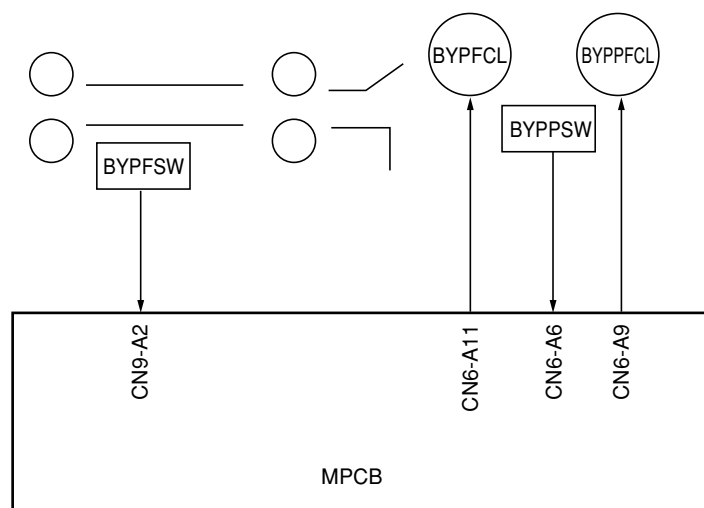 BYPFCL
BYPPFCL
BYPPSW
BYPFSW
CN9-A2
CN6-A11
CN6-A6
CN6-A9
MPCB